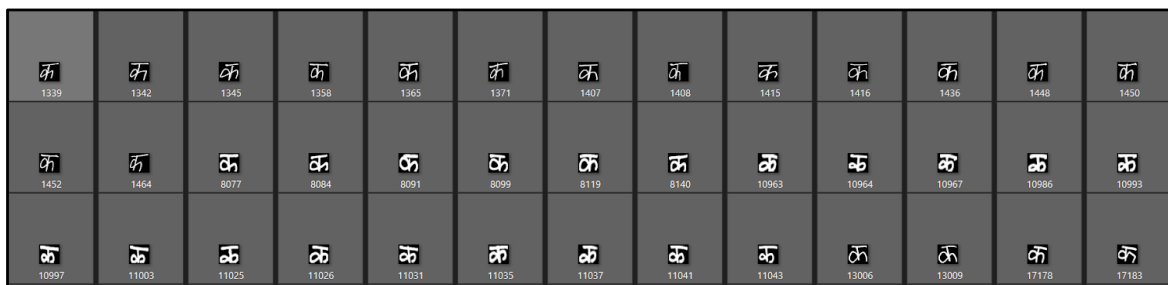 क क क क क क क क क क क क क
1339 1342 1345 1358 1365 1371 1407 1408 1415 1416 1436 1448 1450
क क क क क क क क क क क क क
1452 1464 8077 8084 8091 8099 8119 8140 10963 10964 10967 10986 10993
क क क क क क क क क क क क क
10997 11003 11025 11026 11031 11035 11037 11041 11043 13006 13009 17178 17183